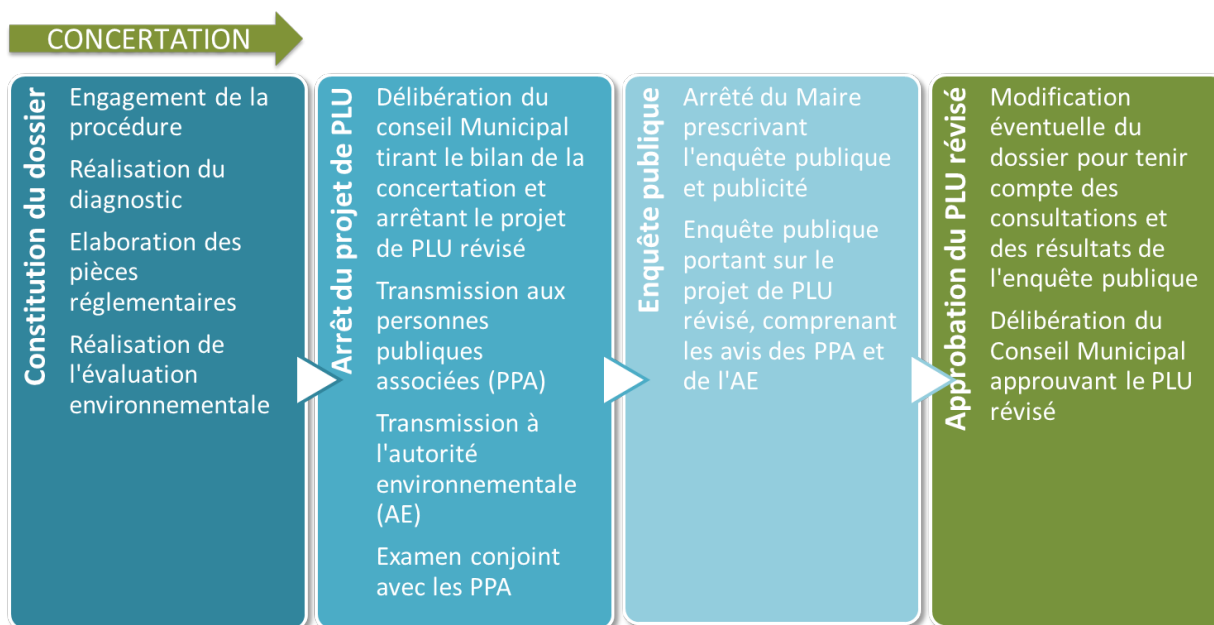 CONCERTATION
Constitution du dossier
Engagement de la
procédure
Réalisation du
diagnostic
Elaboration des
pièces
réglementaires
Réalisation de
l'évaluation
environnementale
Arrêt du projet de PLU
Délibération du
conseil Municipal
tirant le bilan de la
concertation et
arrêtant le projet
de PLU révisé
Transmission aux
personnes
publiques
associées (PPA)
Transmission à
l'autorité
environnementale
(AE)
Examen conjoint
avec les PPA
Enquête publique
Arrêté du Maire
prescrivant
l'enquête publique
et publicité
Enquête publique
portant sur le
projet de PLU
révisé, comprenant
les avis des PPA et
de l'AE
Approbation du PLU révisé
Modification
éventuelle du
dossier pour tenir
compte des
consultations et
des résultats de
l'enquête publique
Délibération du
Conseil Municipal
approuvant le PLU
révisé